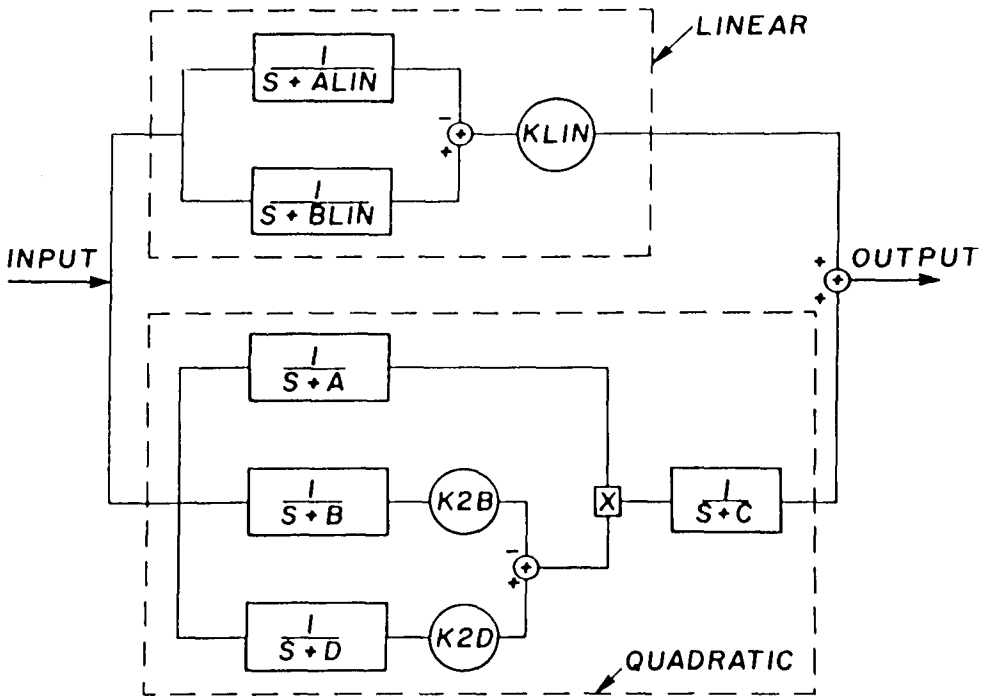 LINEAR
1
S + ALIN
-
+
+
KLIN
1
S + BLIN
INPUT
+
+
+
OUTPUT
1
S + A
1
S + B
K2B
X
1
S+C
-
+
+
1
S + D
K2D
QUADRATIC